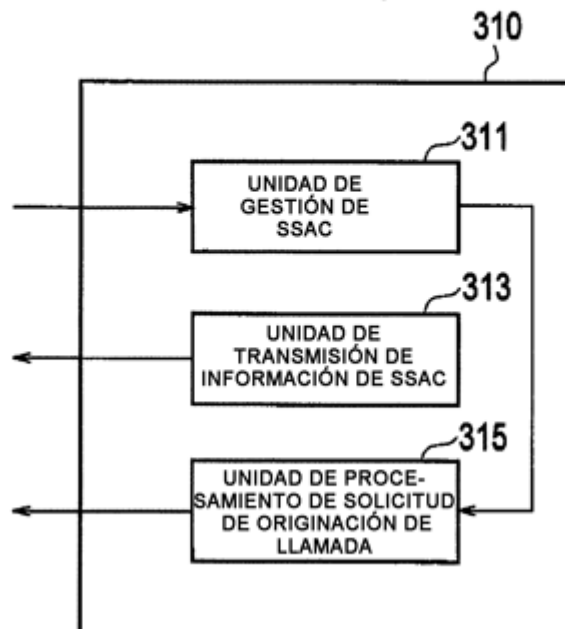 310
311
UNIDAD DE
GESTIÓN DE
SSAC
313
UNIDAD DE
TRANSMISIÓN DE
INFORMACIÓN DE SSAC
315
UNIDAD DE PROCE-
SAMIENTO DE SOLICITUD
DE ORIGINACIÓN DE
LLAMADA